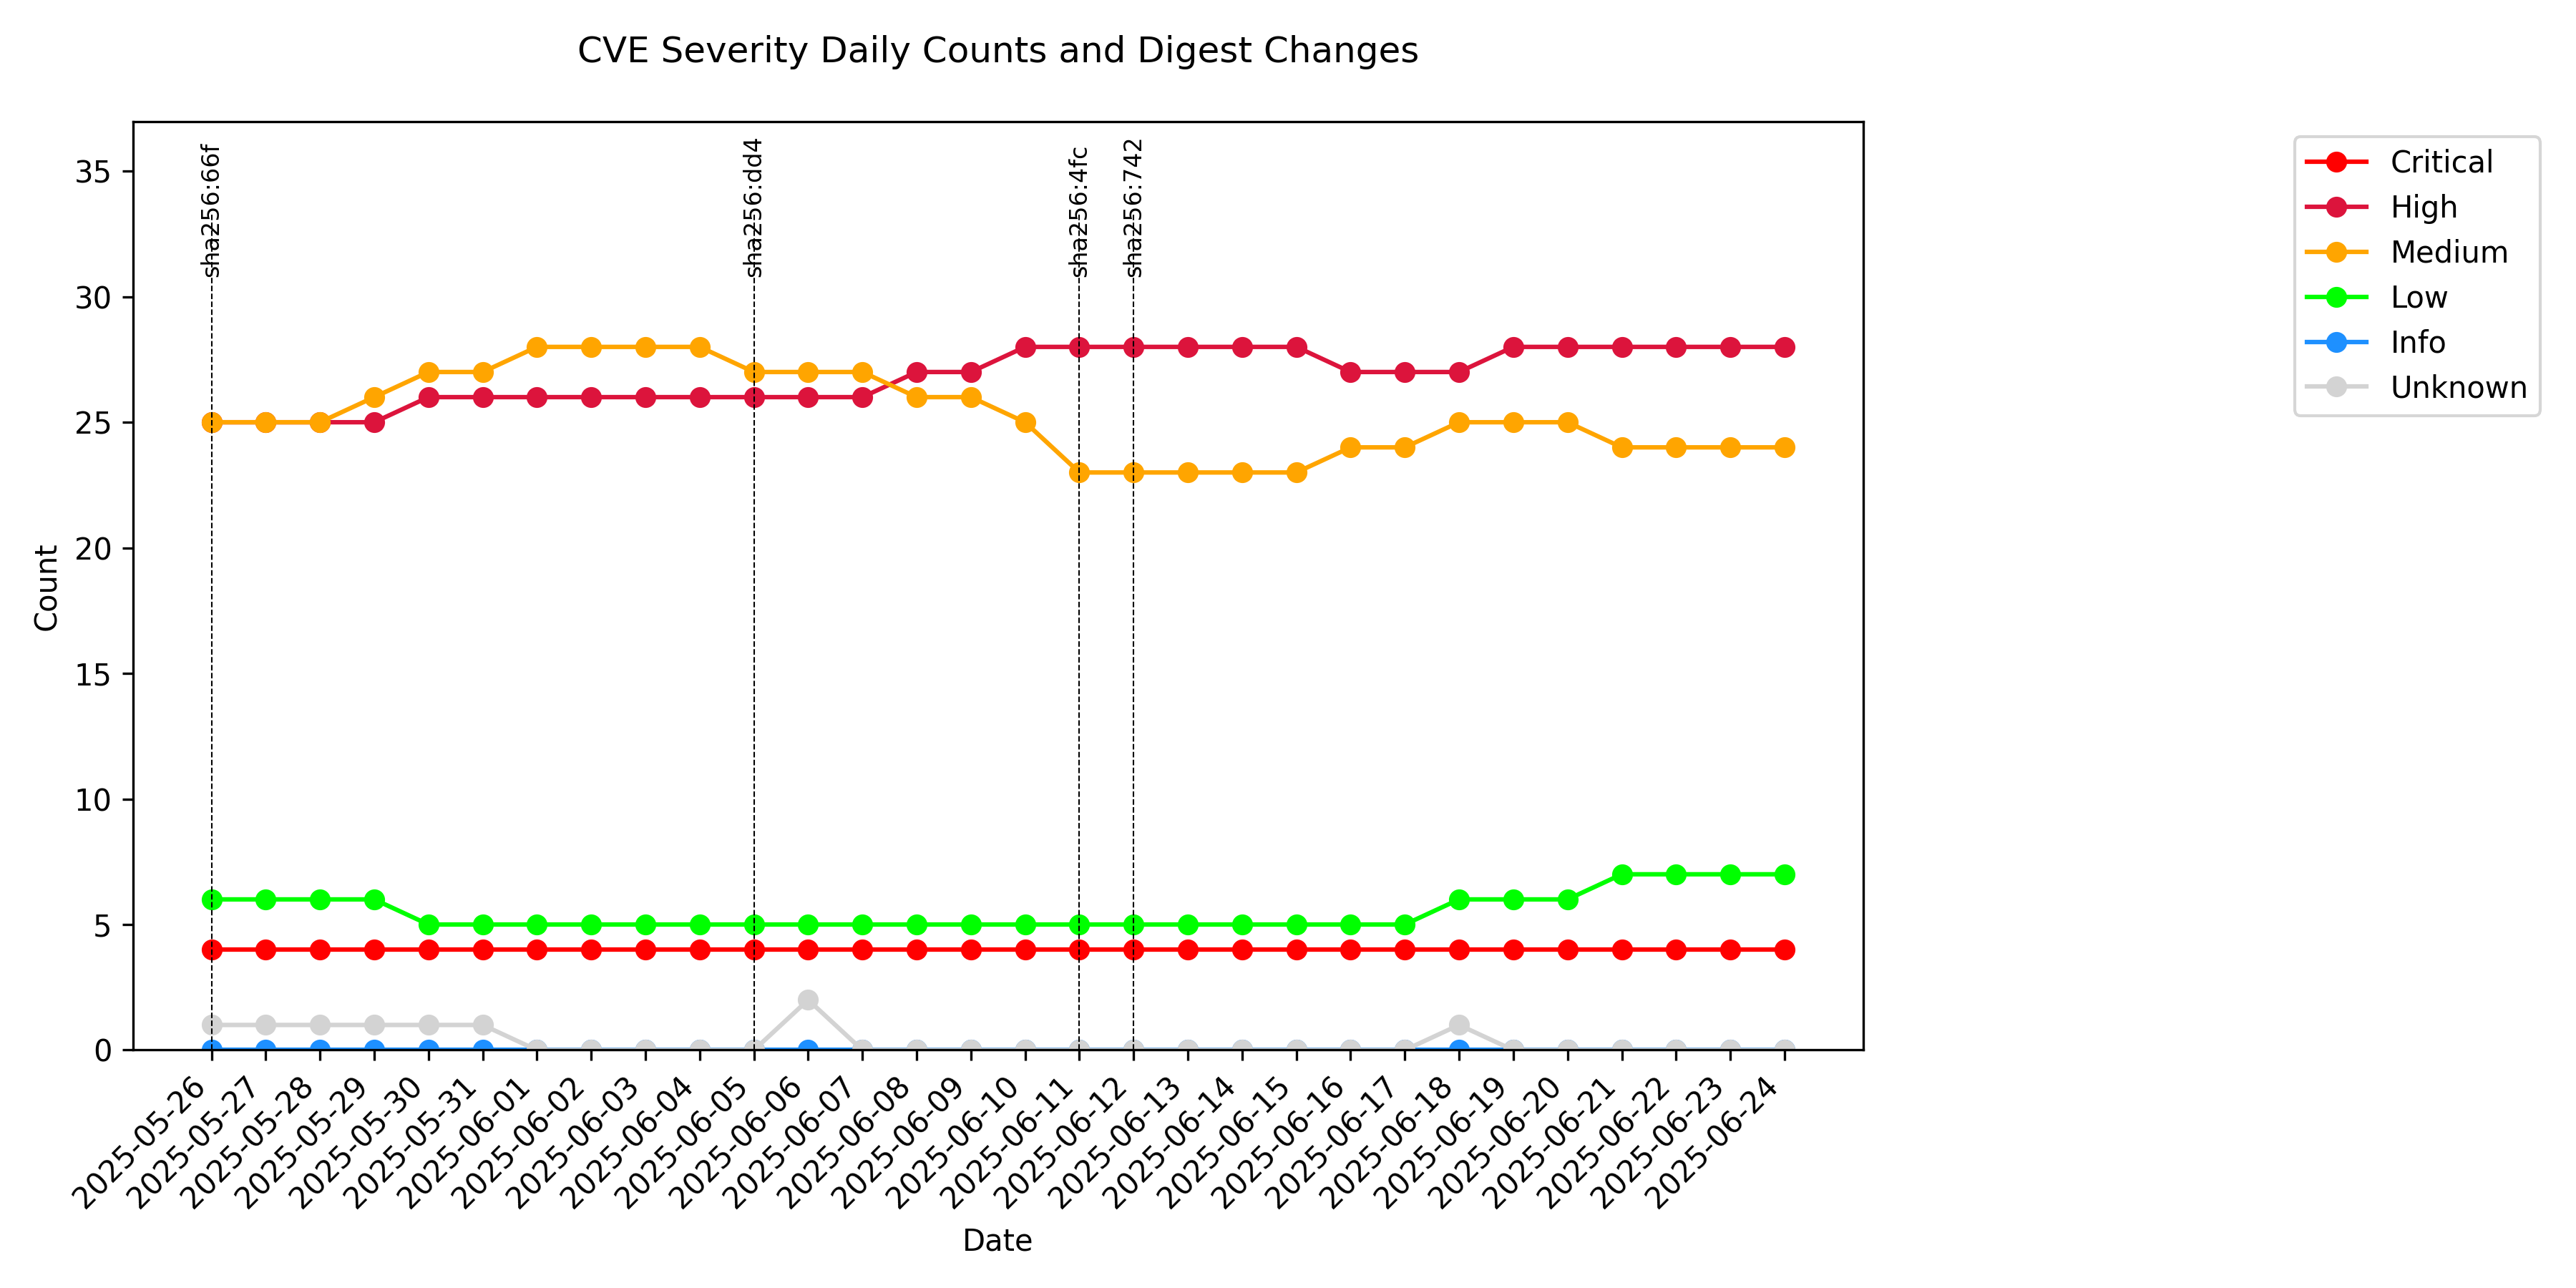 CVE Severity Daily Counts and Digest Changes
sha256:66f
sha256:dd4
sha256:4fc
sha256:742
Critical
High
Medium
Low
Info
Unknown
35
30
25
20
15
10
5
0
Count
2025-05-26
2025-05-27
2025-05-28
2025-05-29
2025-05-30
2025-05-31
2025-06-01
2025-06-02
2025-06-03
2025-06-04
2025-06-05
2025-06-06
2025-06-07
2025-06-08
2025-06-09
2025-06-10
2025-06-11
2025-06-12
2025-06-13
2025-06-14
2025-06-15
2025-06-16
2025-06-17
2025-06-18
2025-06-19
2025-06-20
2025-06-21
2025-06-22
2025-06-23
2025-06-24
Date